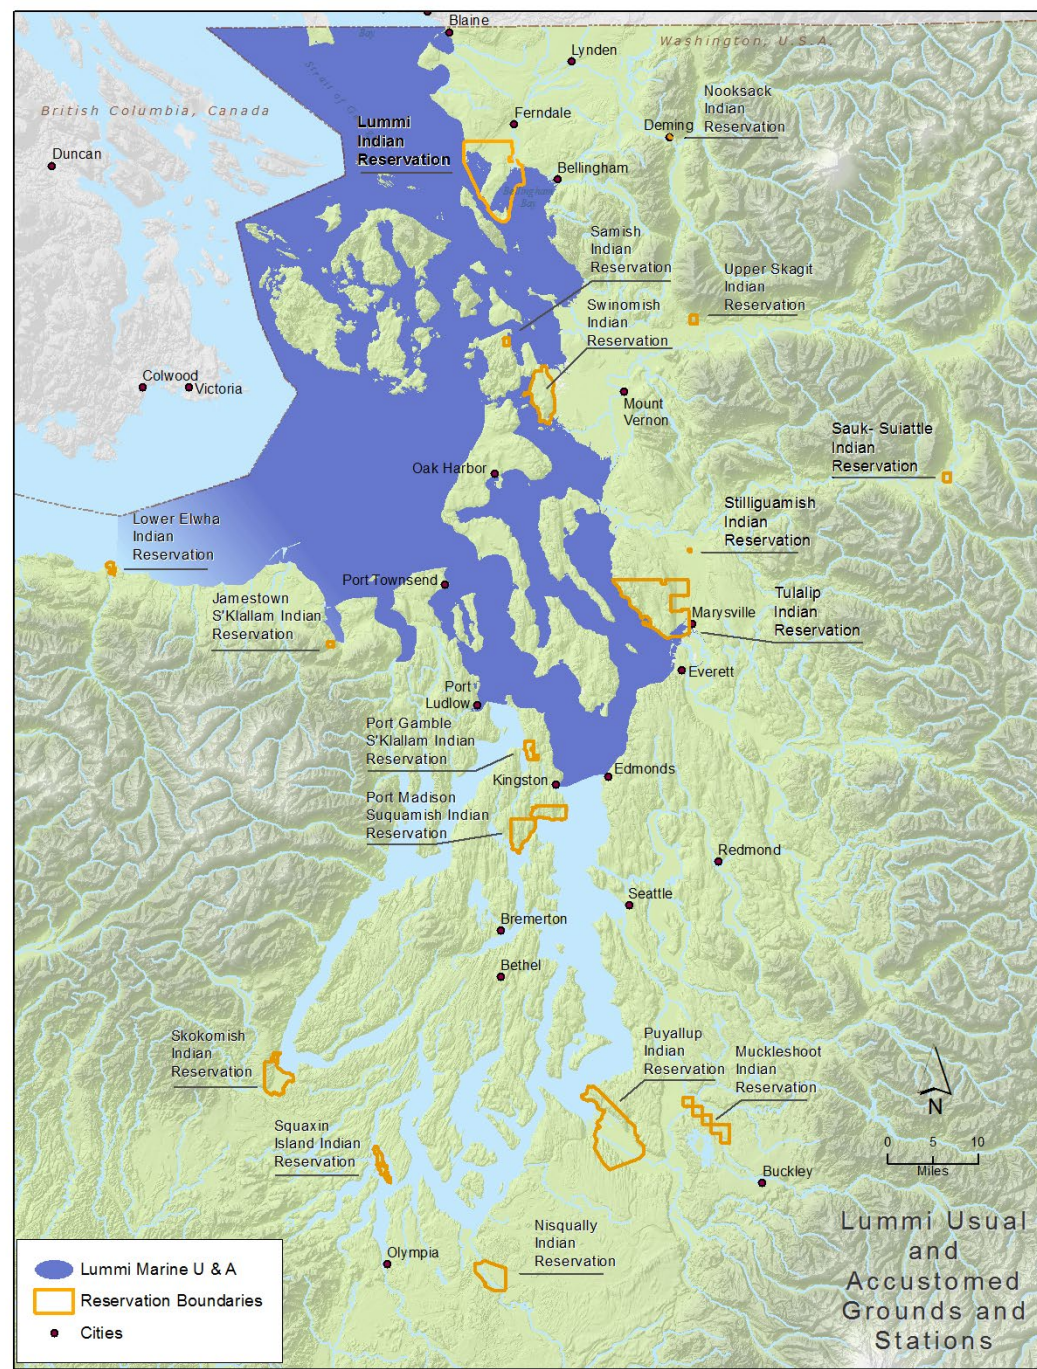 Blaine
Bay
Washington, U.S.A.
Lynden
Strait of G
British Columbia, Canada
Nooksack
Indian
Reservation
Ferndale
Deming
Lummi
Indian
Reservation
Duncan
Bellingham
Bellingham
Bay
Samish
Indian
Reservation
Upper Skagit
Indian
Reservation
Swinomish
Indian
Reservation
Colwood
Victoria
Mount
Vernon
Sauk- Suiattle
Indian
Reservation
Oak Harbor
Stilliguamish
Indian
Reservation
Lower Elwha
Indian
Reservation
Port Townsend
Jamestown
S'Klallam Indian
Reservation
Marysville
Tulalip
Indian
Reservation
Everett
Port
Ludlow
Port Gamble
S'Klallam Indian
Reservation
Edmonds
Kingston
Port Madison
Suquamish Indian
Reservation
Redmond
Seattle
Bremerton
Bethel
Skokomish
Indian
Reservation
Puyallup
Indian
Reservation
Muckleshoot
Indian
Reservation
N
Squaxin
Island Indian
Reservation
0 5 10
Miles
Buckley
Nisqually
Indian
Reservation
Olympia
Lummi Usual
and
Accustomed
Grounds and
Stations
Lummi Marine U & A
Reservation Boundaries
Cities